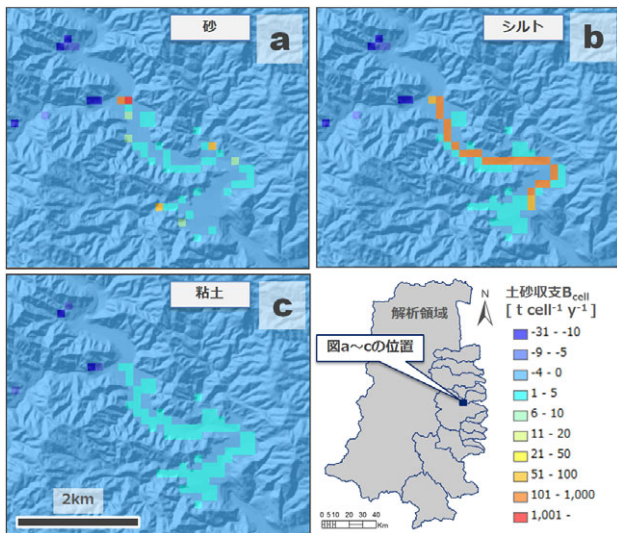 砂
a
シルト
b
粘土
c
2km
解析領域
N
図a～cの位置
0 5 10 20 30 40
Km
土砂収支Bcell
[ t cell-1 y-1 ]
-31 - -10
-9 - -5
-4 - 0
1 - 5
6 - 10
11 - 20
21 - 50
51 - 100
101 - 1,000
1,001 -